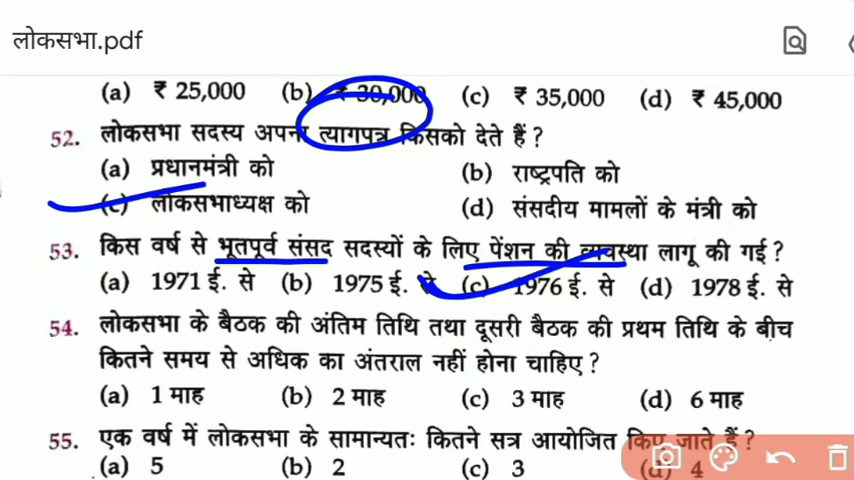 लोकसभा.pdf
(a) ₹ 25,000 (b) ₹ 30,000 (c) ₹ 35,000 (d) ₹ 45,000
52. लोकसभा सदस्य अपना त्यागपत्र किसको देते हैं ?
(a) प्रधानमंत्री को (b) राष्ट्रपति को
(c) लोकसभाध्यक्ष को (d) संसदीय मामलों के मंत्री को
53. किस वर्ष से भूतपूर्व संसद सदस्यों के लिए पेंशन की व्यवस्था लागू की गई ?
(a) 1971 ई. से (b) 1975 ई. से (c) 1976 ई. से (d) 1978 ई. से
54. लोकसभा के बैठक की अंतिम तिथि तथा दूसरी बैठक की प्रथम तिथि के बीच
कितने समय से अधिक का अंतराल नहीं होना चाहिए ?
(a) 1 माह (b) 2 माह (c) 3 माह (d) 6 माह
55. एक वर्ष में लोकसभा के सामान्यतः कितने सत्र आयोजित किए जाते हैं ?
(a) 5 (b) 2 (c) 3 (d) 4